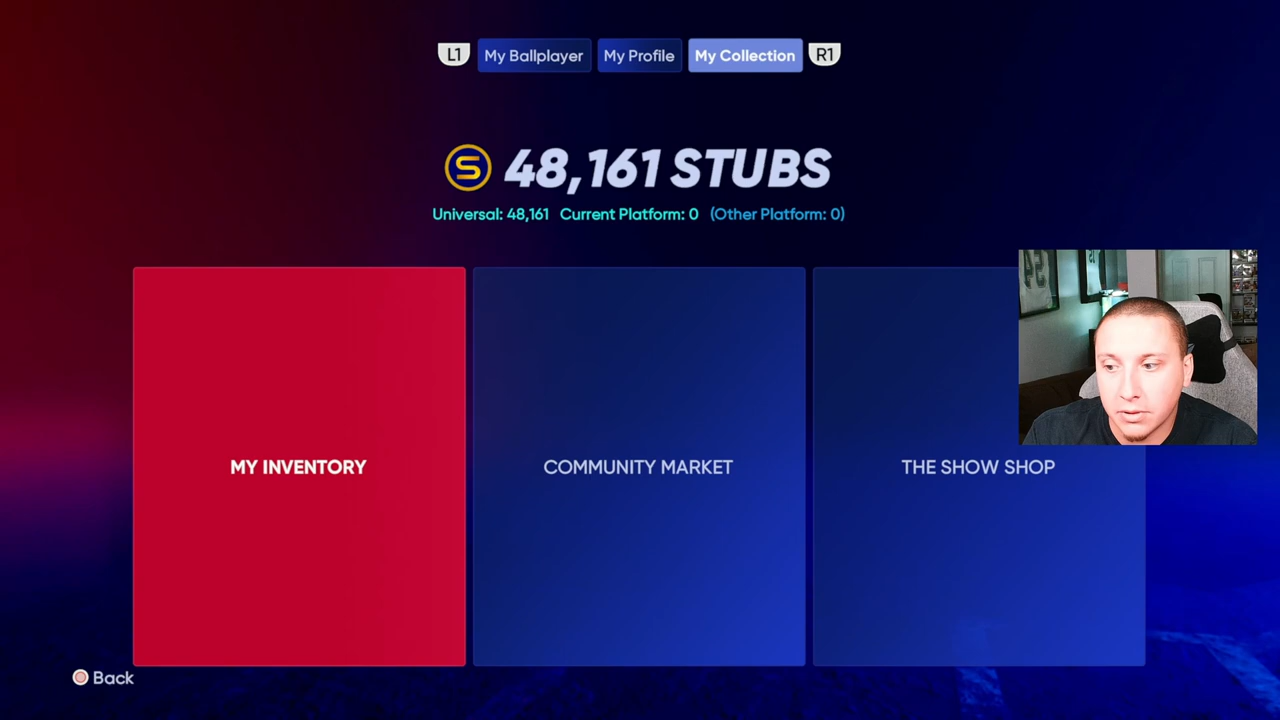 L1 My Ballplayer My Profile My Collection R1
S 48,161 STUBS
Universal: 48,161 Current Platform: 0 (Other Platform: 0)
MY INVENTORY COMMUNITY MARKET THE SHOW SHOP
Back